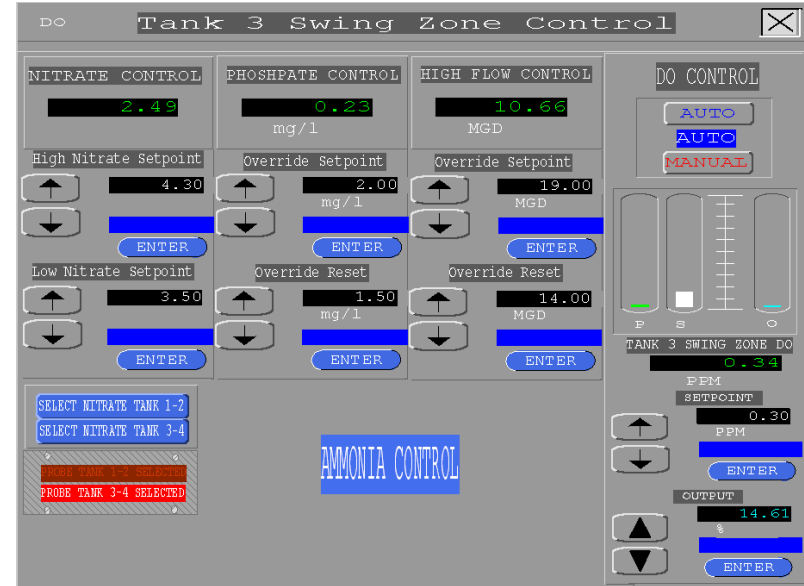 DO
Tank 3 Swing Zone Control
NITRATE CONTROL
2.49
PHOSHPATE CONTROL
0.23
mg/l
HIGH FLOW CONTROL
10.66
MGD
DO CONTROL
AUTO
AUTO
MANUAL
High Nitrate Setpoint
4.30
ENTER
Override Setpoint
2.00
mg/l
ENTER
Override Setpoint
19.00
MGD
ENTER
Low Nitrate Setpoint
3.50
ENTER
Override Reset
1.50
mg/l
ENTER
Override Reset
14.00
MGD
ENTER
P S O
TANK 3 SWING ZONE DO
0.34
PPM
SETPOINT
0.30
PPM
ENTER
OUTPUT
14.61
%
ENTER
SELECT NITRATE TANK 1-2
SELECT NITRATE TANK 3-4
PROBE TANK 1-2 SELECTED
PROBE TANK 3-4 SELECTED
AMMONIA CONTROL